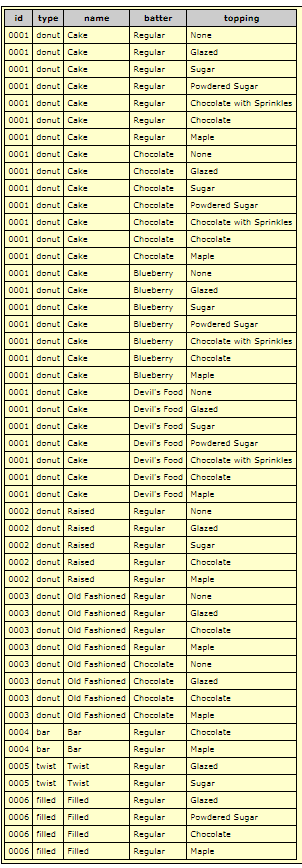 id type name batter topping
0001 donut Cake Regular None
0001 donut Cake Regular Glazed
0001 donut Cake Regular Sugar
0001 donut Cake Regular Powdered Sugar
0001 donut Cake Regular Chocolate with Sprinkles
0001 donut Cake Regular Chocolate
0001 donut Cake Regular Maple
0001 donut Cake Chocolate None
0001 donut Cake Chocolate Glazed
0001 donut Cake Chocolate Sugar
0001 donut Cake Chocolate Powdered Sugar
0001 donut Cake Chocolate Chocolate with Sprinkles
0001 donut Cake Chocolate Chocolate
0001 donut Cake Chocolate Maple
0001 donut Cake Blueberry None
0001 donut Cake Blueberry Glazed
0001 donut Cake Blueberry Sugar
0001 donut Cake Blueberry Powdered Sugar
0001 donut Cake Blueberry Chocolate with Sprinkles
0001 donut Cake Blueberry Chocolate
0001 donut Cake Blueberry Maple
0001 donut Cake Devil's Food None
0001 donut Cake Devil's Food Glazed
0001 donut Cake Devil's Food Sugar
0001 donut Cake Devil's Food Powdered Sugar
0001 donut Cake Devil's Food Chocolate with Sprinkles
0001 donut Cake Devil's Food Chocolate
0001 donut Cake Devil's Food Maple
0002 donut Raised Regular None
0002 donut Raised Regular Glazed
0002 donut Raised Regular Sugar
0002 donut Raised Regular Chocolate
0002 donut Raised Regular Maple
0003 donut Old Fashioned Regular None
0003 donut Old Fashioned Regular Glazed
0003 donut Old Fashioned Regular Chocolate
0003 donut Old Fashioned Regular Maple
0003 donut Old Fashioned Chocolate None
0003 donut Old Fashioned Chocolate Glazed
0003 donut Old Fashioned Chocolate Chocolate
0003 donut Old Fashioned Chocolate Maple
0004 bar Bar Regular Chocolate
0004 bar Bar Regular Maple
0005 twist Twist Regular Glazed
0005 twist Twist Regular Sugar
0006 filled Filled Regular Glazed
0006 filled Filled Regular Powdered Sugar
0006 filled Filled Regular Chocolate
0006 filled Filled Regular Maple